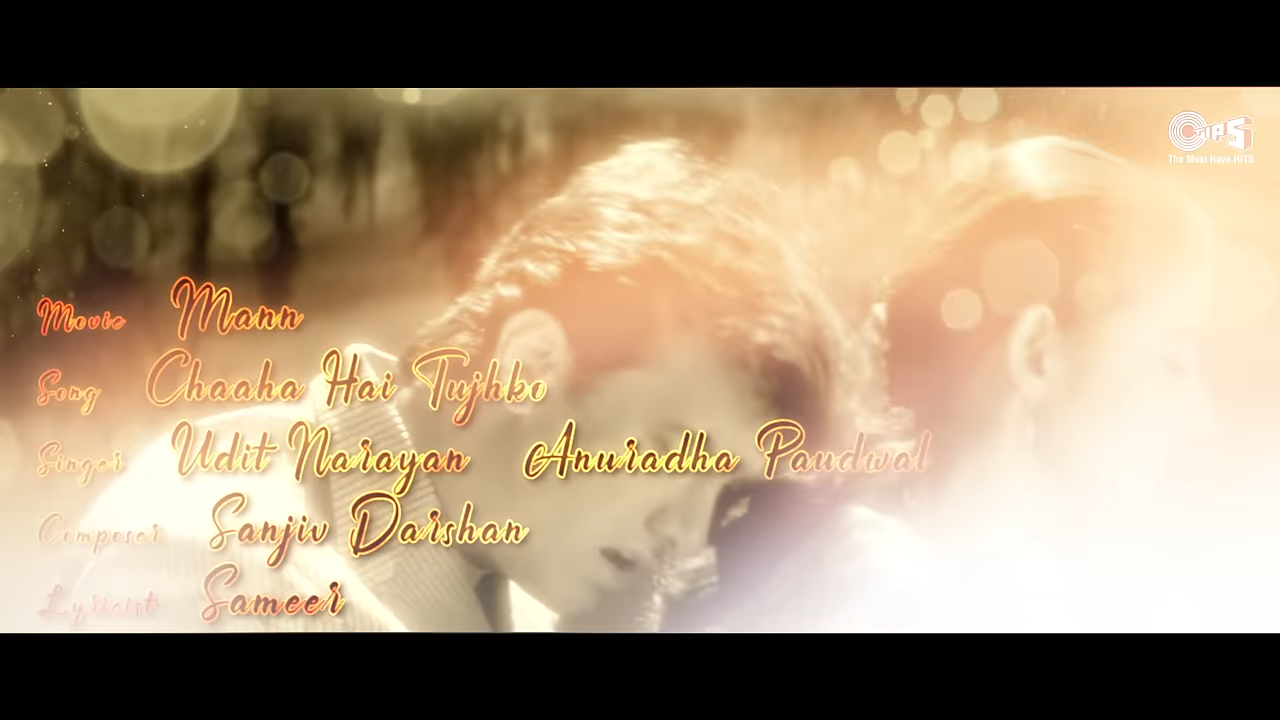 TIPS
The Must Have HITS
Movie Mann
Song Chaaha Hai Tujhko
Singer Udit Narayan Anuradha Paudwal
Composer Sanjiv Darshan
Lyricist Sameer